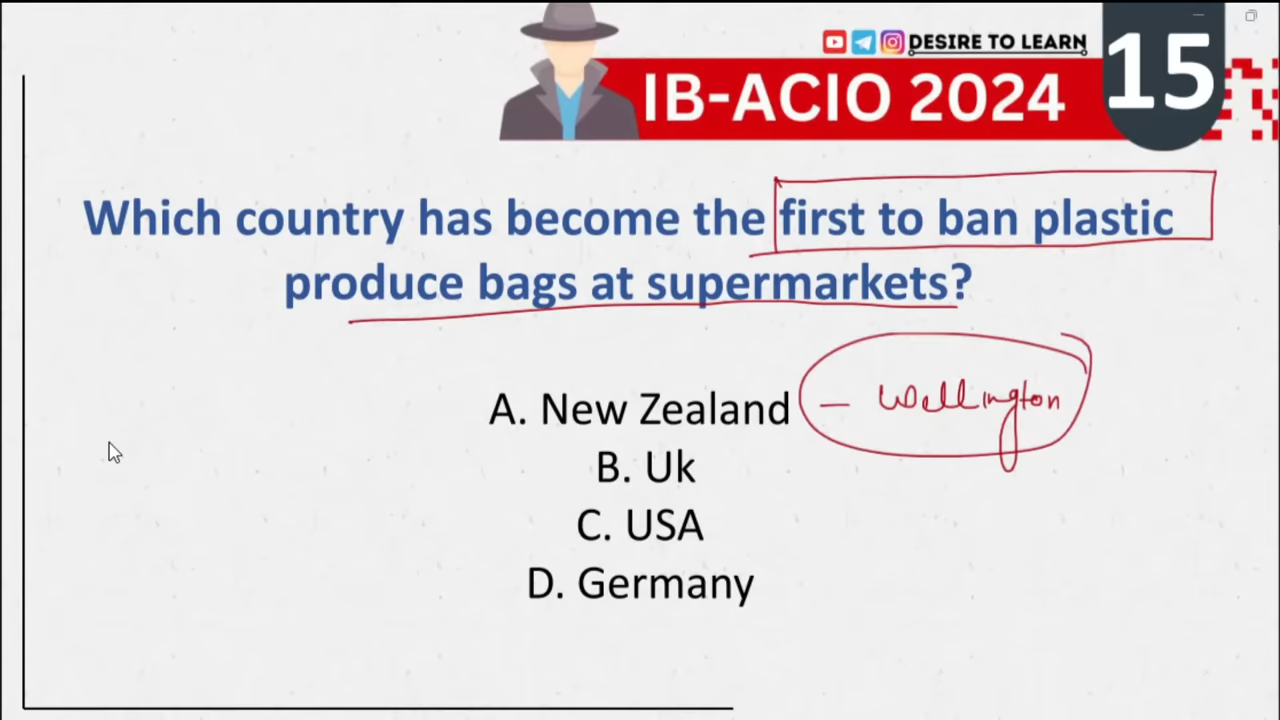 DESIRE TO LEARN
IB-ACIO 2024
15
Which country has become the first to ban plastic
produce bags at supermarkets?
A. New Zealand – Wellington
B. Uk
C. USA
D. Germany